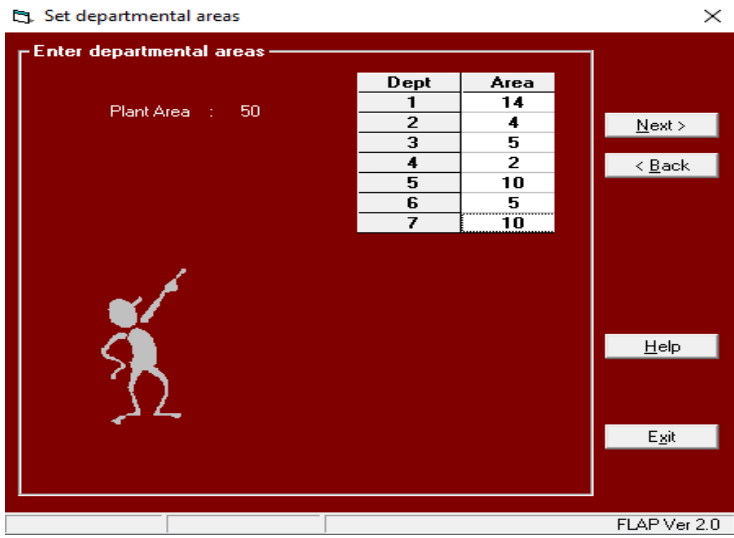 Set departmental areas
Enter departmental areas
Plant Area : 50
Dept Area
1 14
2 4
3 5
4 2
5 10
6 5
7 10
Next >
< Back
Help
Exit
FLAP Ver 2.0